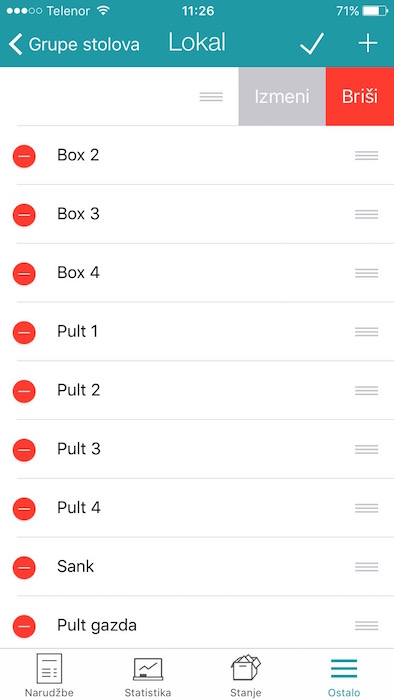 Telenor 11:26 71%
Grupe stolova Lokal
Izmeni Briši
Box 2
Box 3
Box 4
Pult 1
Pult 2
Pult 3
Pult 4
Sank
Pult gazda
Narudžbe Statistika Stanje Ostalo